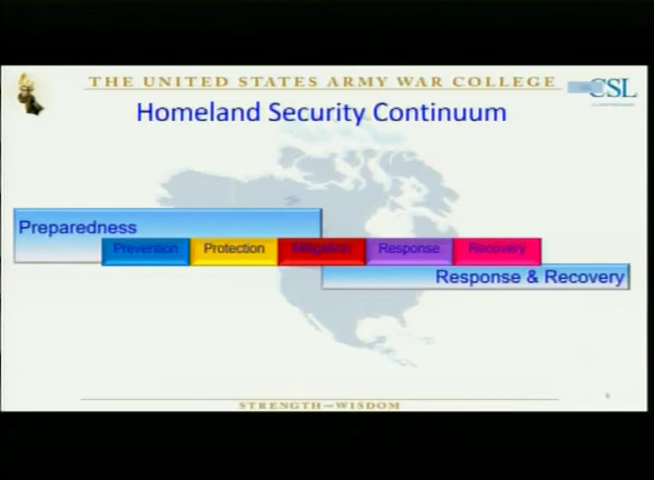 THE UNITED STATES ARMY WAR COLLEGE
CSL
Homeland Security Continuum
Preparedness
Prevention
Protection
Mitigation
Response
Recovery
Response & Recovery
STRENGTH—WISDOM